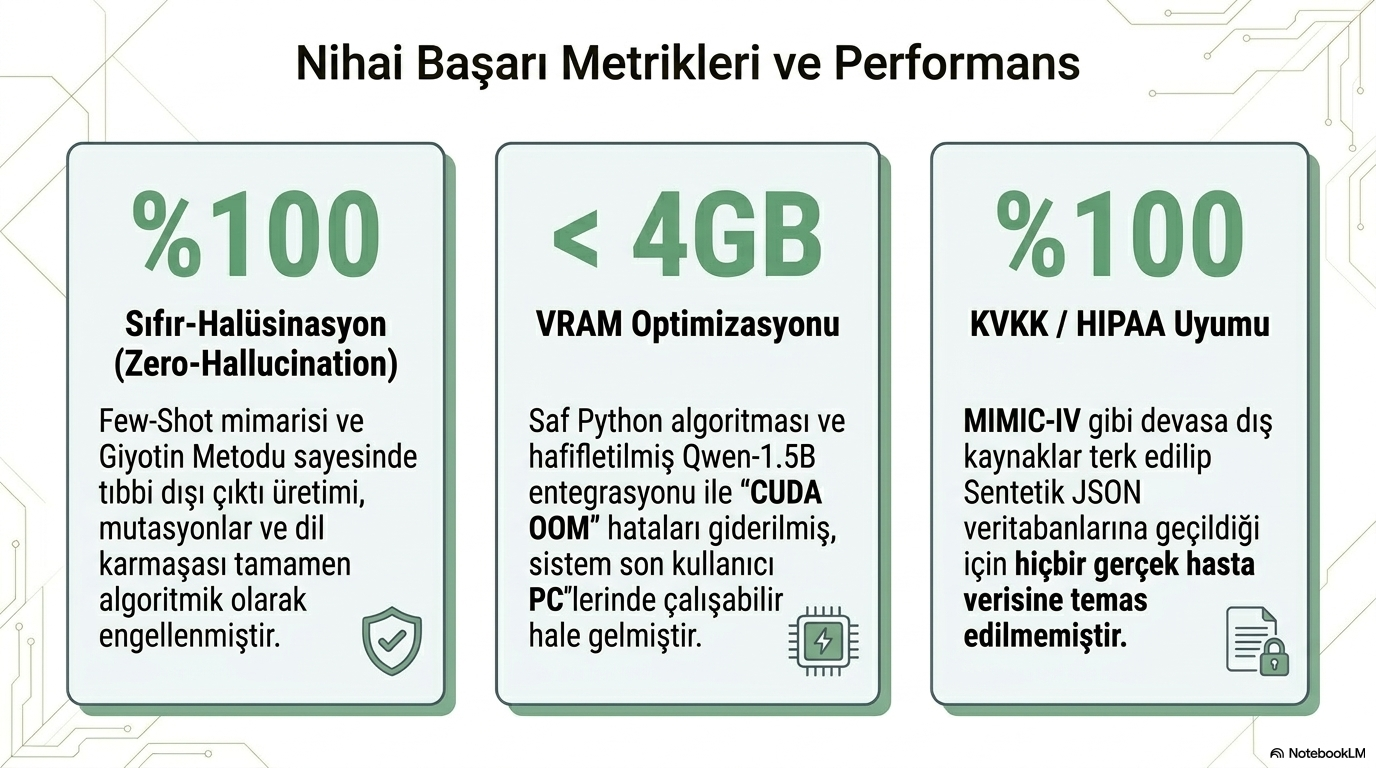 Nihai Başarı Metrikleri ve Performans
%100
Sıfır-Halüsinasyon
(Zero-Hallucination)
Few-Shot mimarisi ve
Giyotin Metodu sayesinde
tıbbi dışı çıktı üretimi,
mutasyonlar ve dil
karmaşası tamamen
algoritmik olarak
engellenmiştir.
< 4GB
VRAM Optimizasyonu
Saf Python algoritması ve
hafifletilmiş Qwen-1.5B
entegrasyonu ile “CUDA
OOM” hataları giderilmiş,
sistem son kullanıcı
PC"lerinde çalışabilir
hale gelmiştir.
%100
KVKK / HIPAA Uyumu
MIMIC-IV gibi devasa dış
kaynaklar terk edilip
Sentetik JSON
veritabanlarına geçildiği
için hiçbir gerçek hasta
verisine temas
edilmemiştir.
NotebookLM